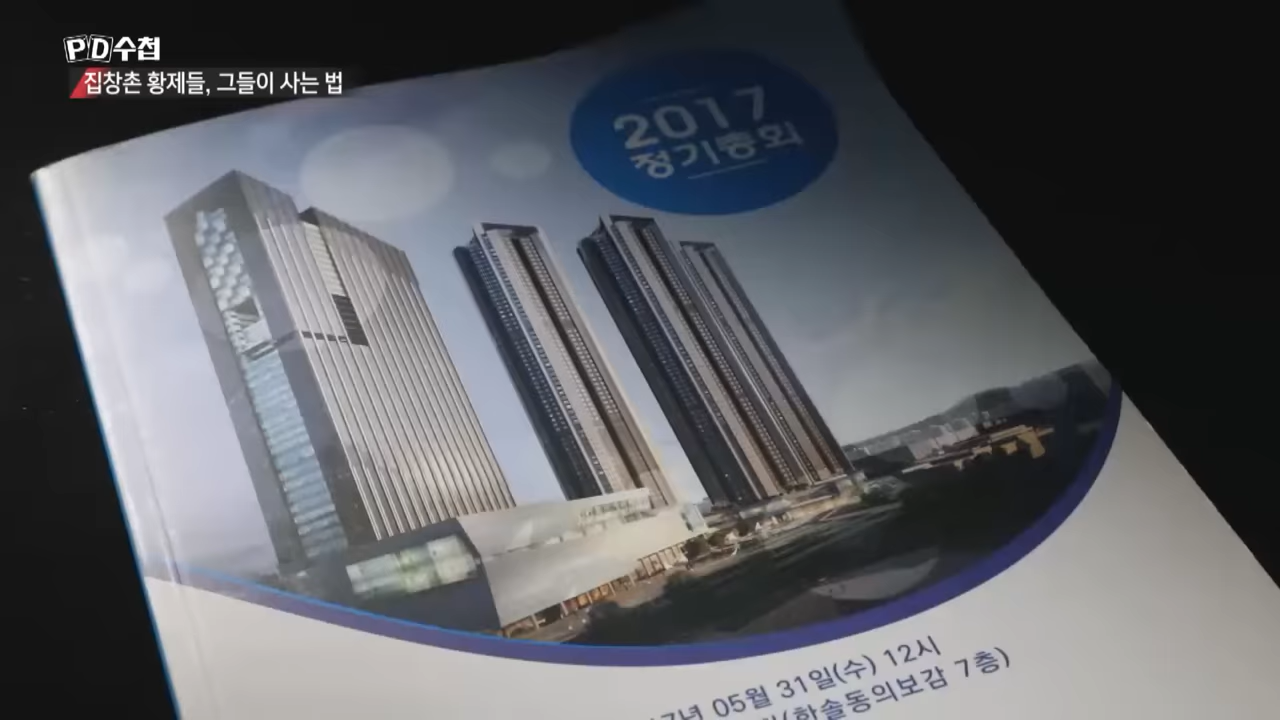 PD수첩
집창촌 황제들, 그들이 사는 법
2017
정기총회
05월 31일(수) 12시
(한솔동의보감 7층)